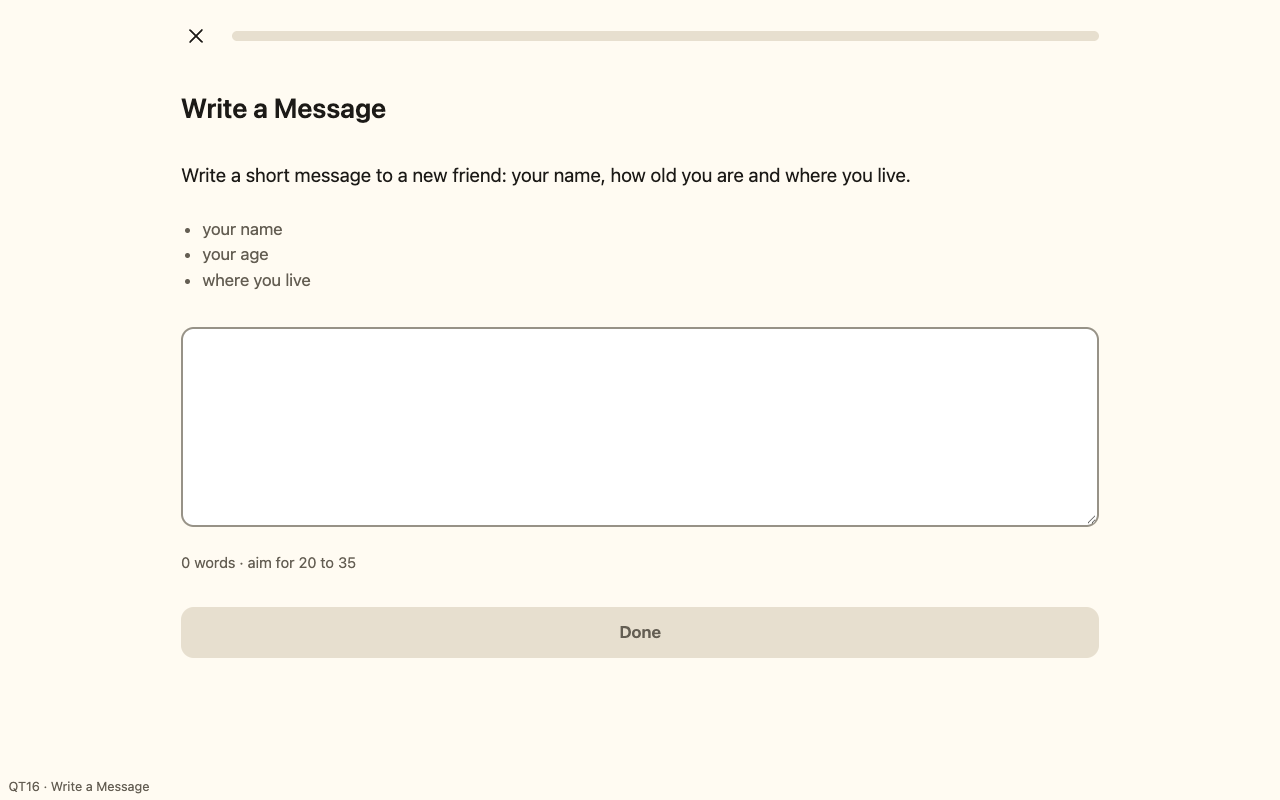 Write a Message
Write a short message to a new friend: your name, how old you are and where you live.
• your name
• your age
• where you live
0 words · aim for 20 to 35
Done
QT16 · Write a Message